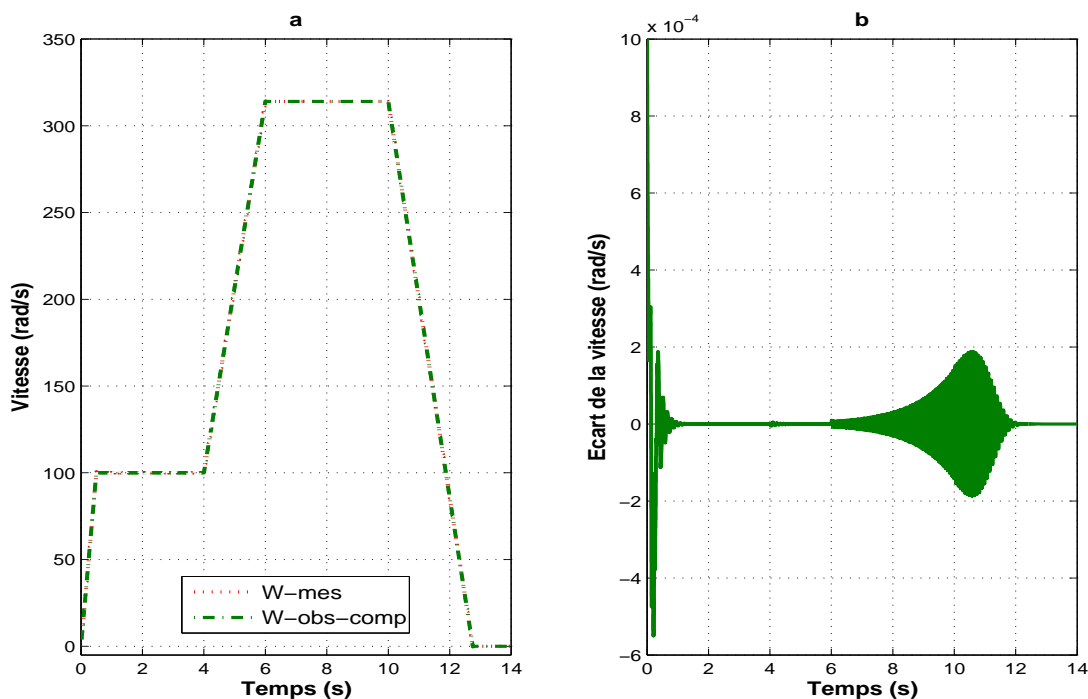 a
350
300
250
200
150
100
50
0
Vitesse (rad/s)
0 2 4 6 8 10 12 14
Temps (s)
W-mes
W-obs-comp
b
x 10^-4
10
8
6
4
2
0
−2
−4
−6
Ecart de la vitesse (rad/s)
0 2 4 6 8 10 12 14
Temps (s)